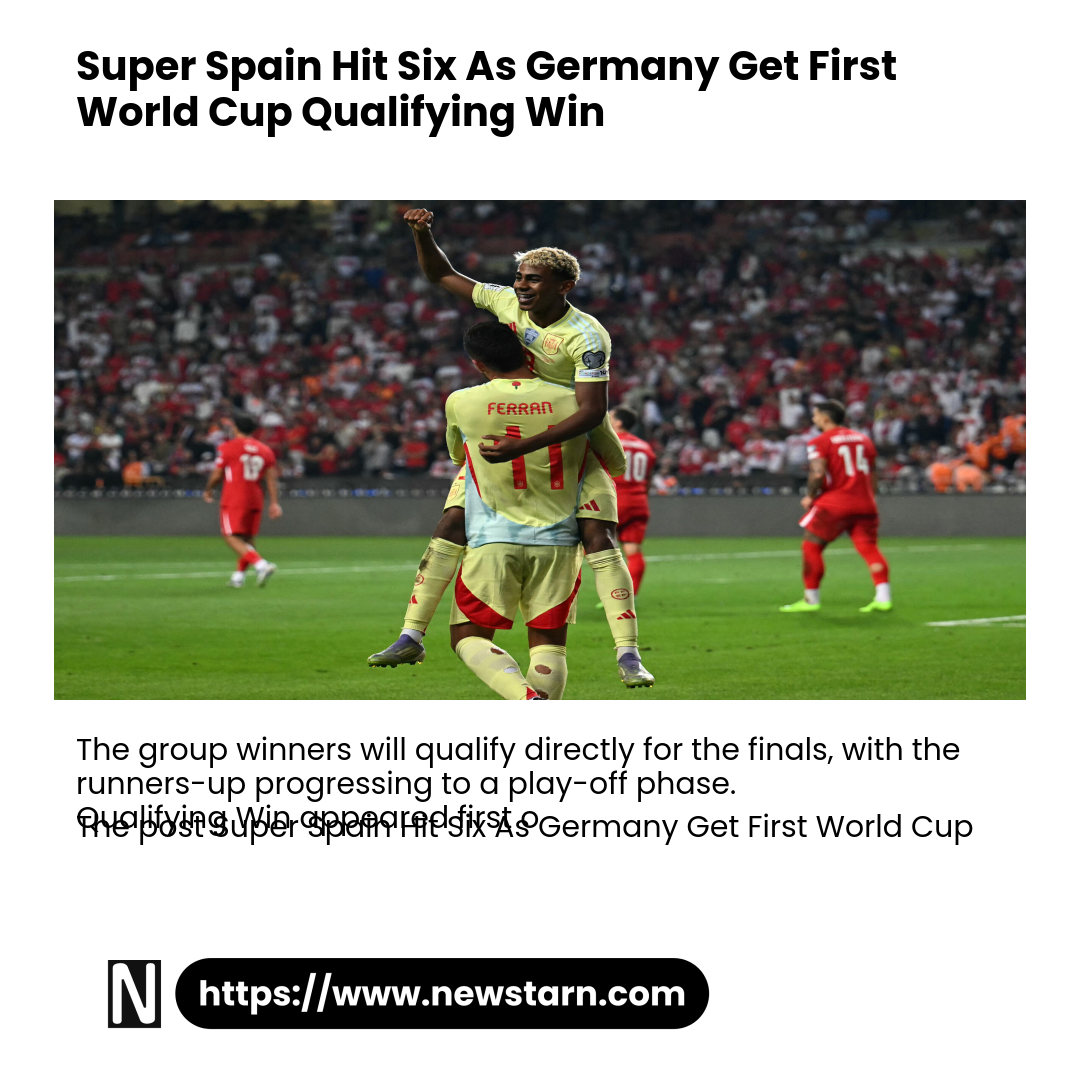 Super Spain Hit Six As Germany Get First
World Cup Qualifying Win
FERRAN
11
19
10
14
The group winners will qualify directly for the finals, with the
runners-up progressing to a play-off phase.
Qualifying Win appeared first o
The post Super Spain Hit Six As Germany Get First World Cup
N
https://www.newstarn.com